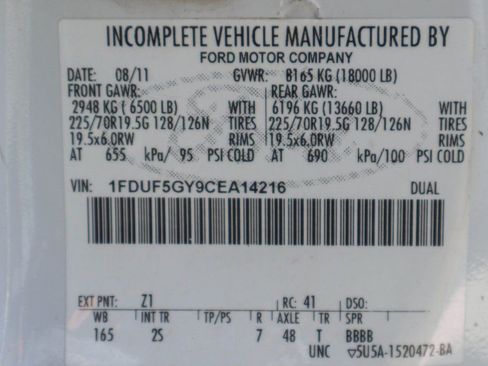 INCOMPLETE VEHICLE MANUFACTURED BY
FORD MOTOR COMPANY
DATE: 08/11 GVWR: 8165 KG (18000 LB)
FRONT GAWR: REAR GAWR:
2948 KG ( 6500 LB) WITH 6196 KG (13660 LB) WITH
225/70R19.5G 128/126N TIRES 225/70R19.5G 128/126N TIRES
19.5x6.0RW RIMS 19.5x6.0RW RIMS
AT 655 kPa/ 95 PSI COLD AT 690 kPa/100 PSI COLD
VIN: 1FDUF5GY9CEA14216 DUAL
EXT PNT: Z1 RC: 41 DSO:
WB INT TR TP/PS R AXLE TR SPR
165 2S 7 48 T BBBB
UNC ▽5U5A-1520472-BA